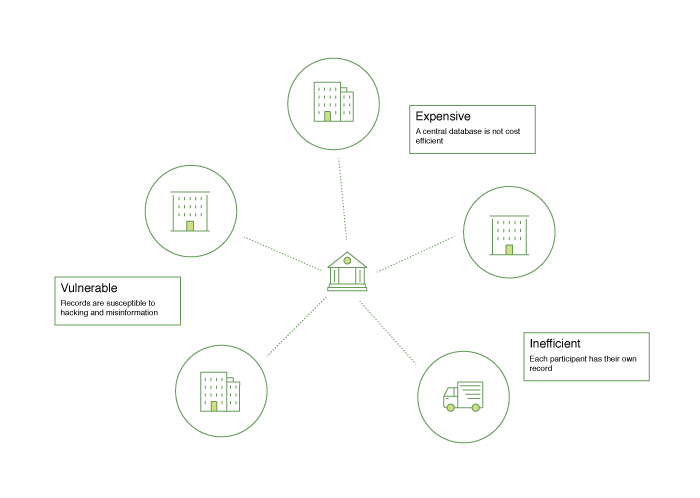 Expensive
A central database is not cost
efficient
Vulnerable
Records are susceptible to
hacking and misinformation
Inefficient
Each participant has their own
record